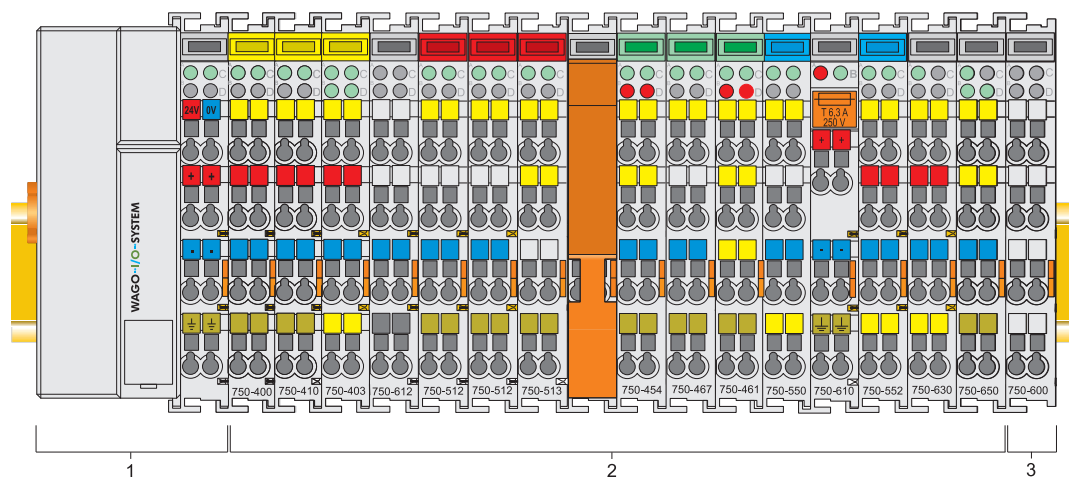 C C C C C C C C C C C B C C C C
D D D D D D D D D D D D D D D
24V 0V
T 6,3 A
250 V
+ +
+ +
WAGO-I/O-SYSTEM
- -
- -
750-400 750-410 750-403 750-612 750-512 750-512 750-513 750-454 750-467 750-461 750-550 750-610 750-552 750-630 750-650 750-600
1 2 3